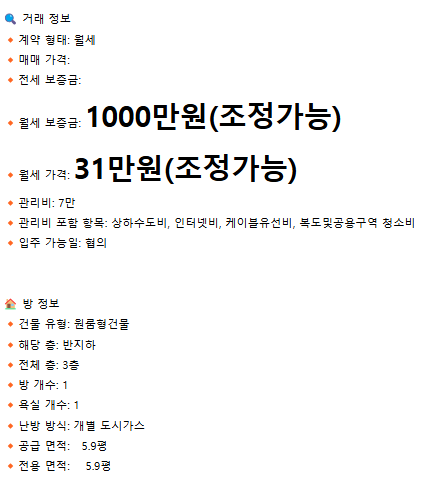 🔍 거래 정보
🔸계약 형태: 월세
🔸매매 가격:
🔸전세 보증금:
🔸월세 보증금: 1000만원(조정가능)
🔸월세 가격: 31만원(조정가능)
🔸관리비: 7만
🔸관리비 포함 항목: 상하수도비, 인터넷비, 케이블유선비, 복도및공용구역 청소비
🔸입주 가능일: 협의
🏠 방 정보
🔸건물 유형: 원룸형건물
🔸해당 층: 반지하
🔸전체 층: 3층
🔸방 개수: 1
🔸욕실 개수: 1
🔸난방 방식: 개별 도시가스
🔸공급 면적: 5.9평
🔸전용 면적: 5.9평